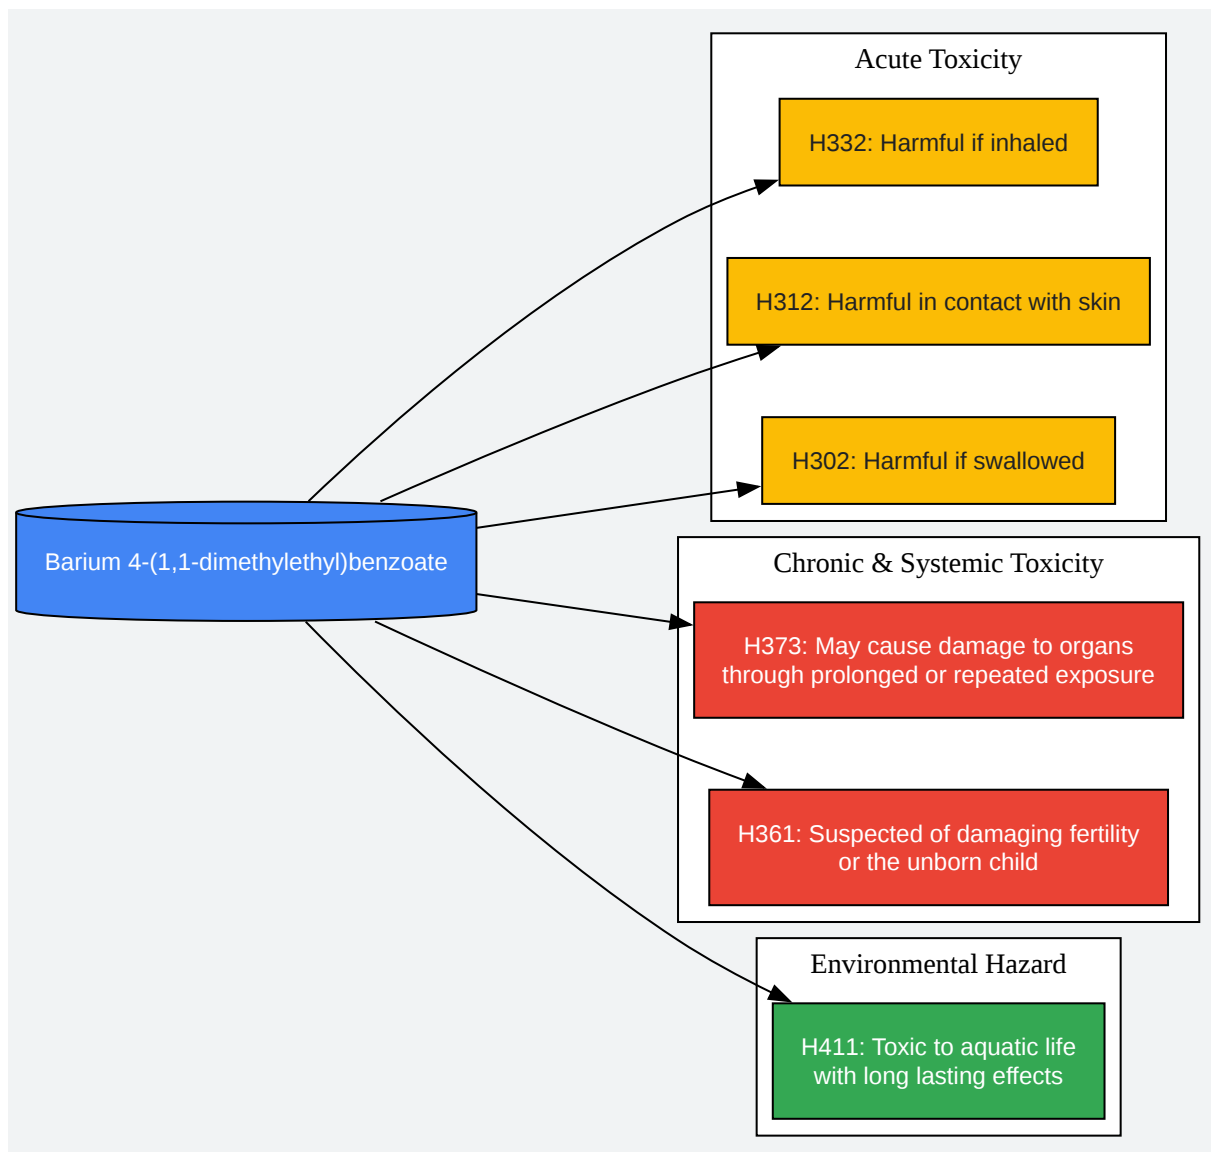 Acute Toxicity
H332: Harmful if inhaled
H312: Harmful in contact with skin
H302: Harmful if swallowed
Barium 4-(1,1-dimethylethyl)benzoate
Chronic & Systemic Toxicity
H373: May cause damage to organs
through prolonged or repeated exposure
H361: Suspected of damaging fertility
or the unborn child
Environmental Hazard
H411: Toxic to aquatic life
with long lasting effects